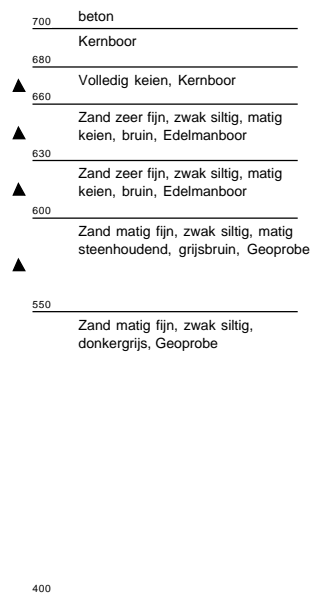 beton
700
Kernboor
680
Volledig keien, Kernboor
660
Zand zeer fijn, zwak siltig, matig
keien, bruin, Edelmanboor
630
Zand zeer fijn, zwak siltig, matig
keien, bruin, Edelmanboor
600
Zand matig fijn, zwak siltig, matig
steenhoudend, grijsbruin, Geoprobe
550
Zand matig fijn, zwak siltig,
donkergrijs, Geoprobe
400